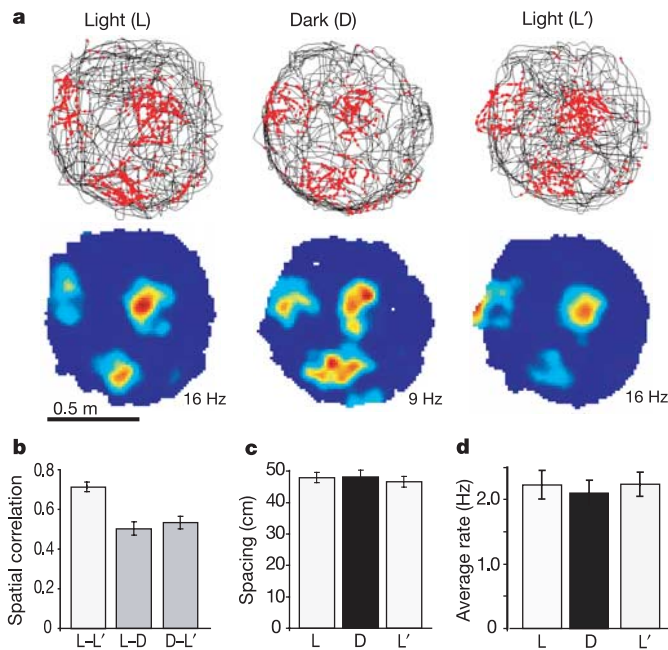 a
Light (L) Dark (D) Light (L′)
16 Hz 9 Hz 16 Hz
0.5 m
b c d
Spatial correlation
0.8
0.6
0.4
0.2
0
L–L′ L–D D–L′
Spacing (cm)
50
40
30
20
10
0
L D L′
Average rate (Hz)
2.0
1.0
0
L D L′